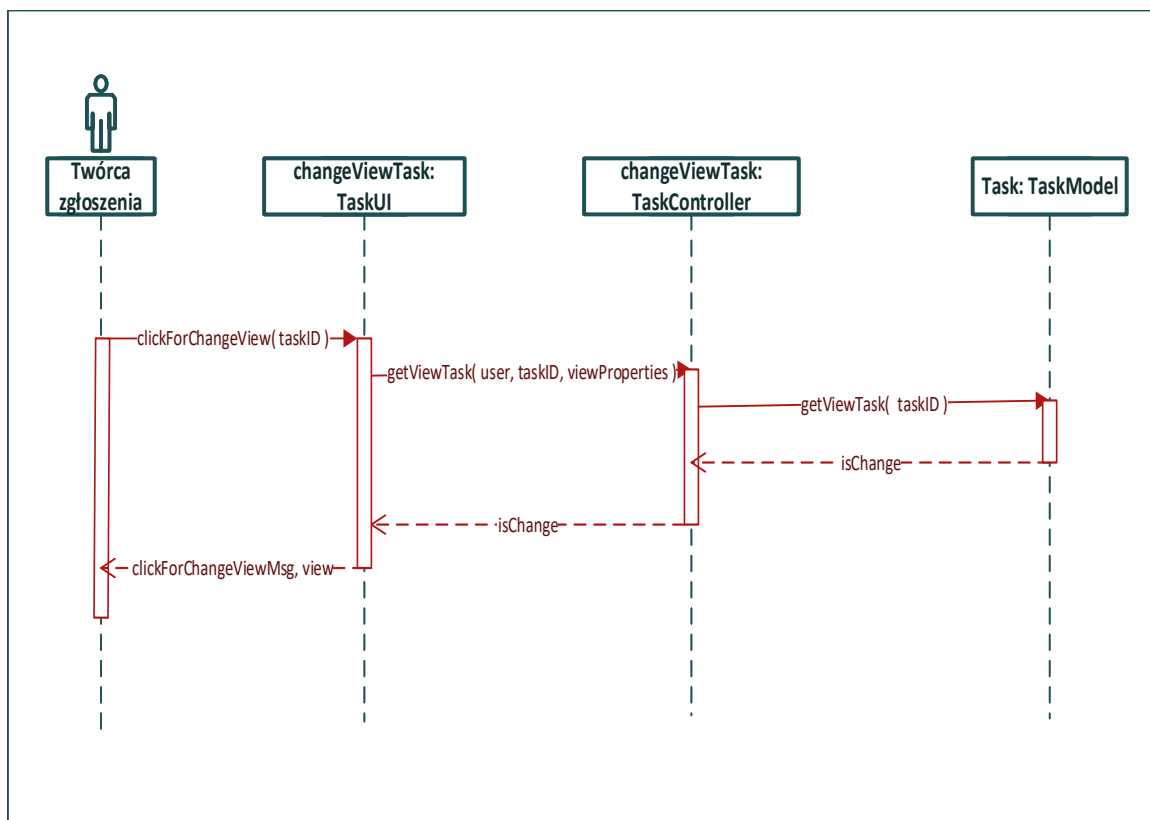 Twórca
zgłoszenia
changeViewTask:
TaskUI
changeViewTask:
TaskController
Task: TaskModel
clickForChangeView( taskID )
getViewTask( user, taskID, viewProperties )
getViewTask(  taskID )
isChange
isChange
clickForChangeViewMsg, view